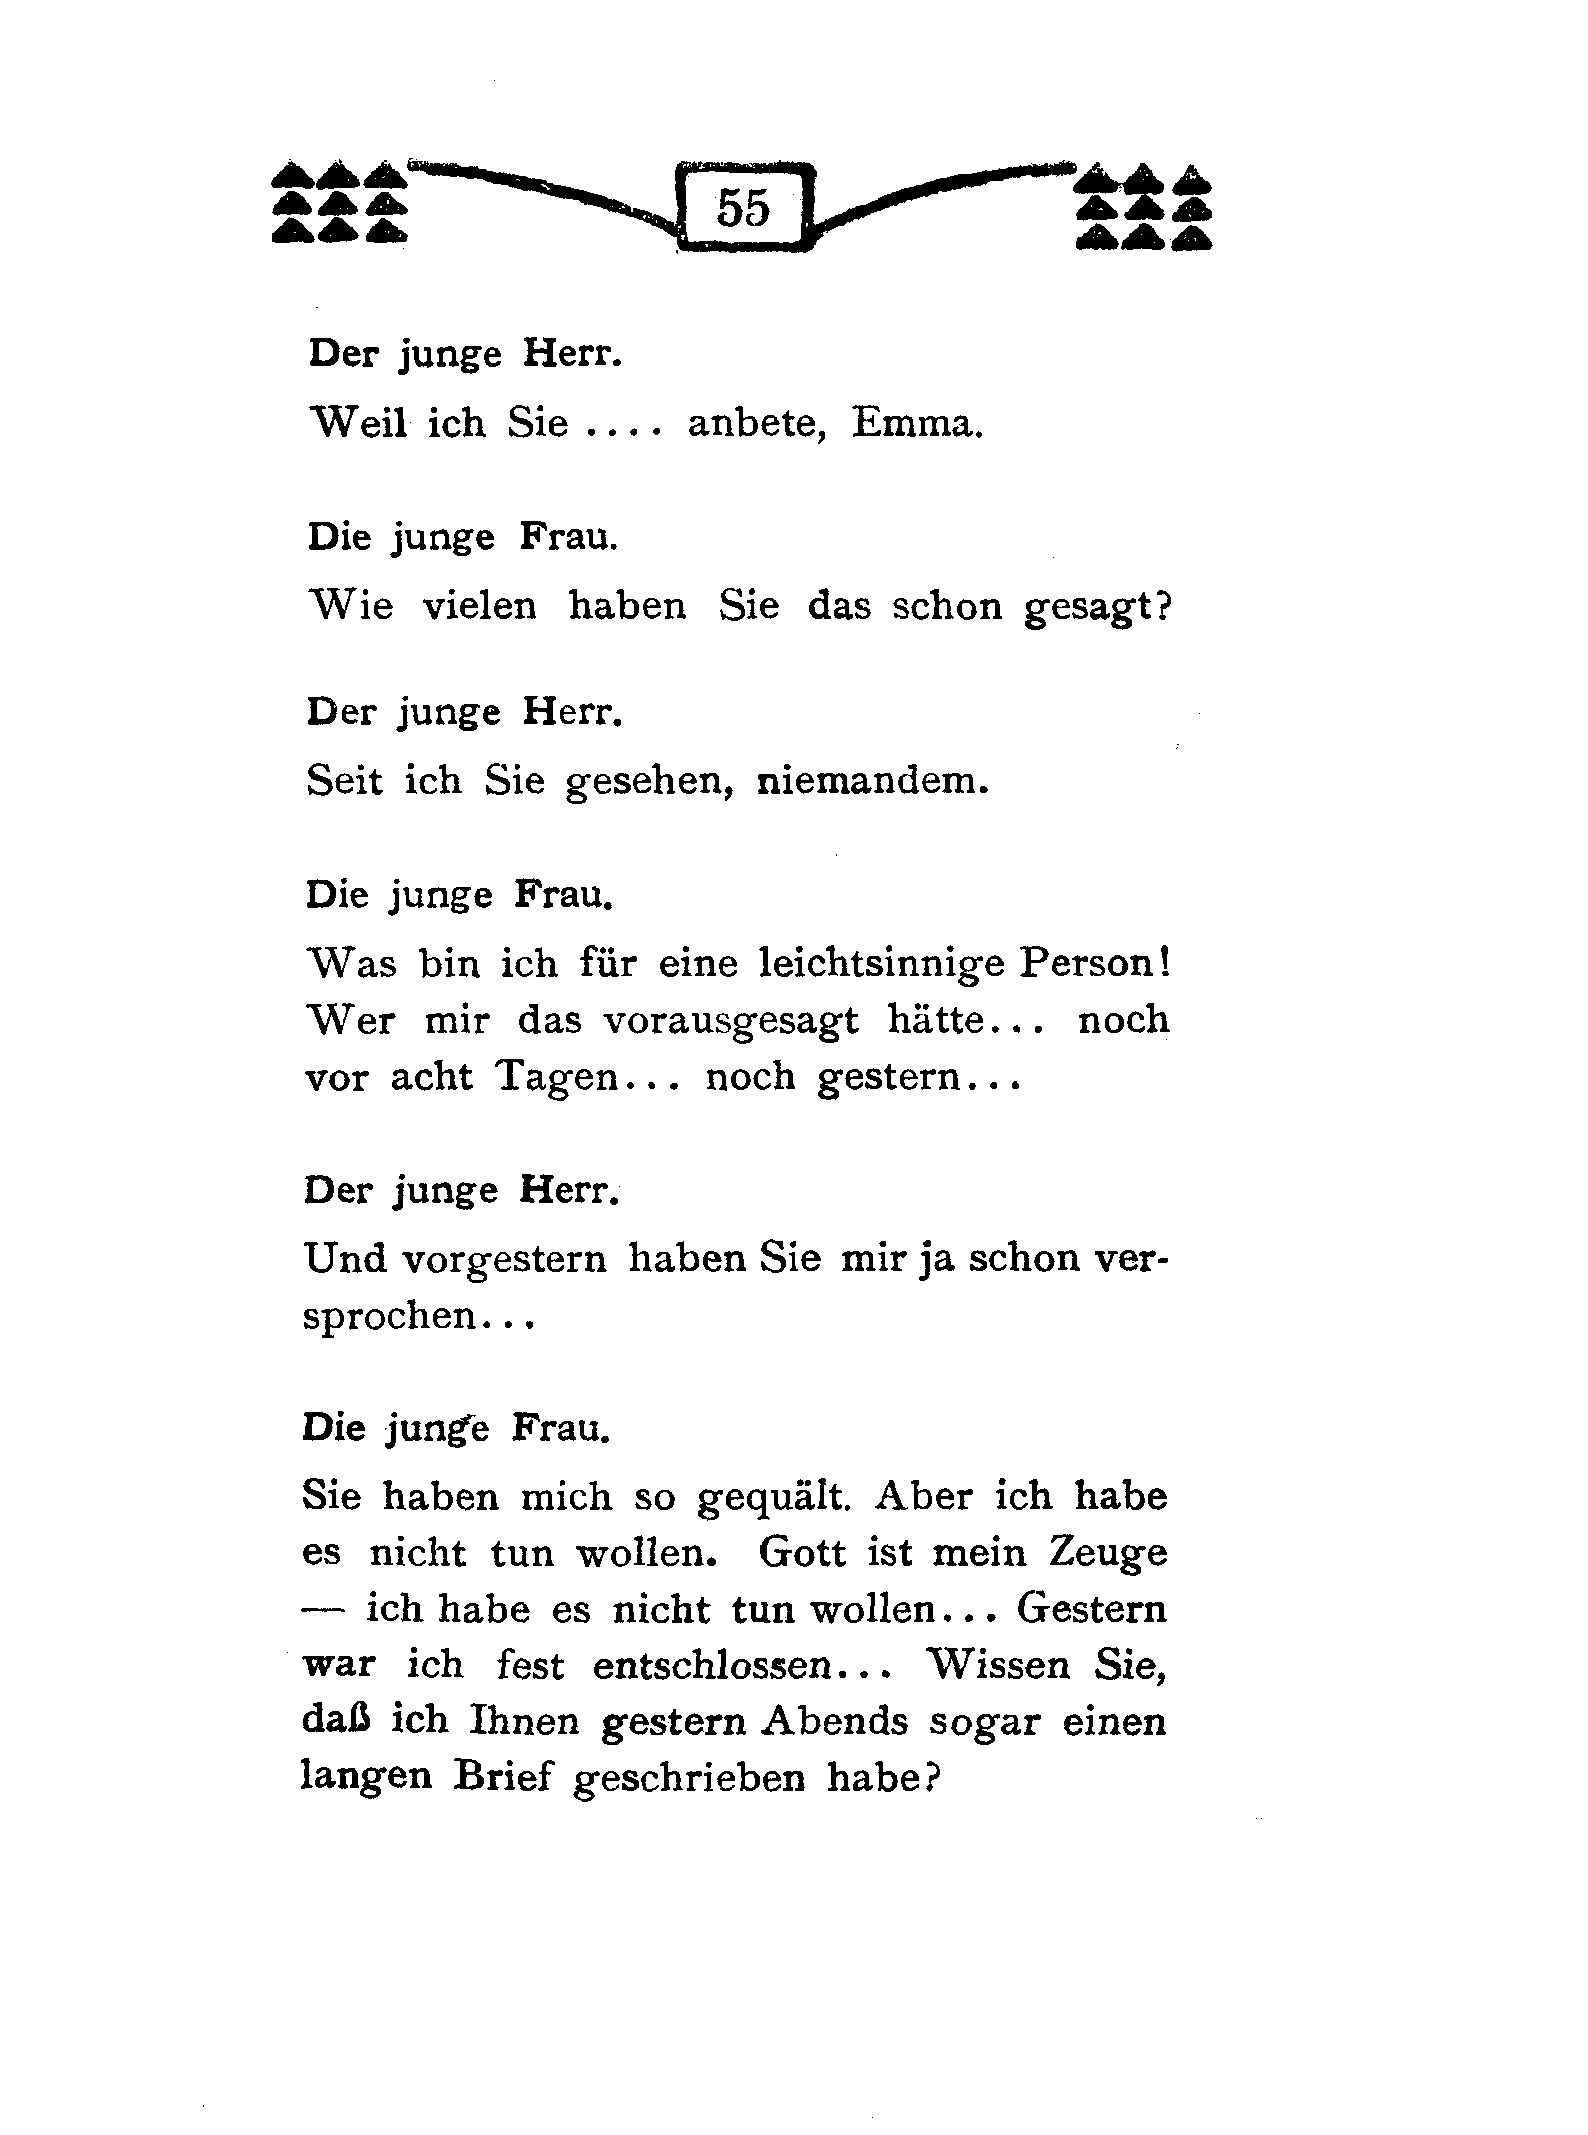 55
Der junge Herr.
Weil ich Sie .... anbete, Emma.
Die junge Frau.
Wie vielen haben Sie das schon gesagt?
Der junge Herr.
Seit ich Sie gesehen, niemandem.
Die junge Frau.
Was bin ich für eine leichtsinnige Person!
Wer mir das vorausgesagt hätte... noch
vor acht Tagen... noch gestern...
Der junge Herr.
Und vorgestern haben Sie mir ja schon ver-
sprochen...
Die junge Frau.
Sie haben mich so gequält. Aber ich habe
es nicht tun wollen. Gott ist mein Zeuge
— ich habe es nicht tun wollen... Gestern
war ich fest entschlossen... Wissen Sie,
daß ich Ihnen gestern Abends sogar einen
langen Brief geschrieben habe?